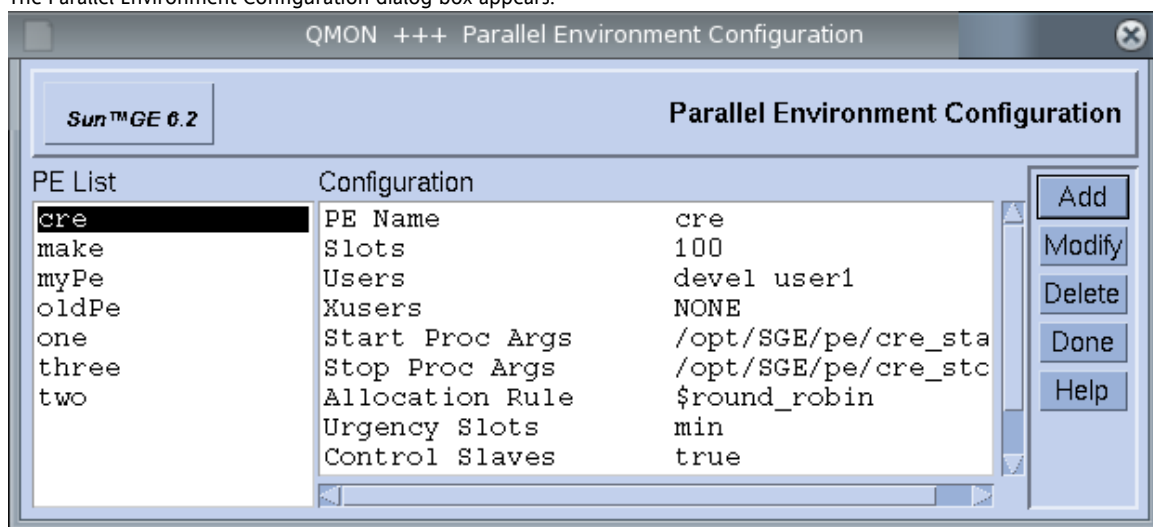 The Parallel Environment Configuration dialog box appears.
QMON +++ Parallel Environment Configuration
Sun™GE 6.2
Parallel Environment Configuration
PE List
cre
make
myPe
oldPe
one
three
two
Configuration
PE Name cre
Slots 100
Users devel user1
Xusers NONE
Start Proc Args /opt/SGE/pe/cre_sta
Stop Proc Args /opt/SGE/pe/cre_stc
Allocation Rule $round_robin
Urgency Slots min
Control Slaves true
Add
Modify
Delete
Done
Help